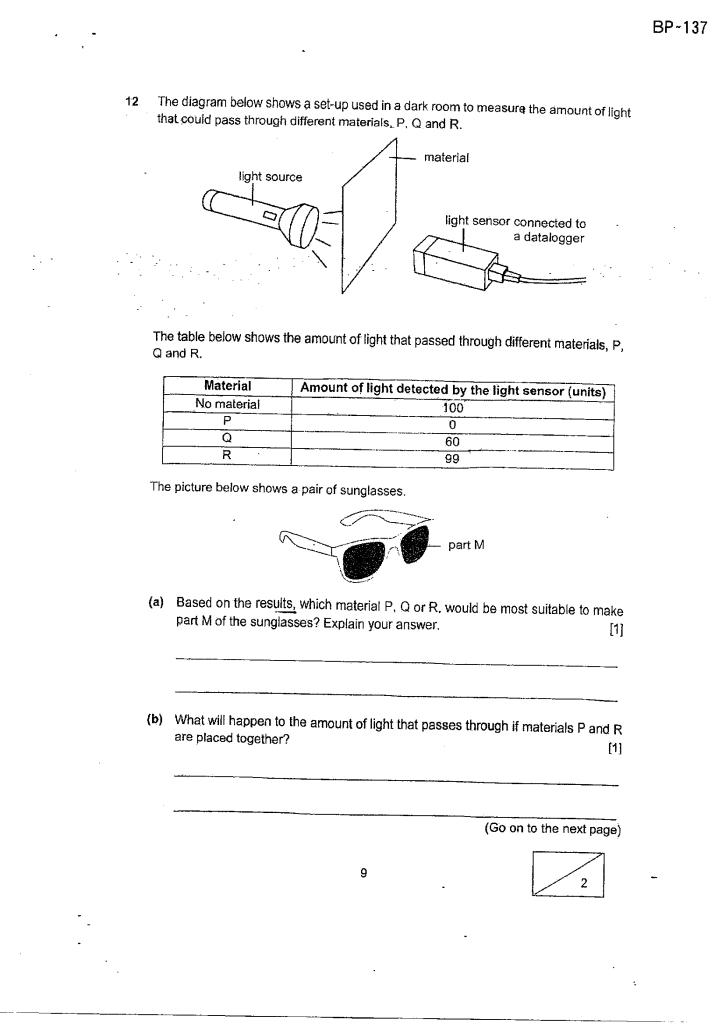 BP-137
12 The diagram below shows a set-up used in a dark room to measure the amount of light
that could pass through different materials, P, Q and R.
material
light source
light sensor connected to
a datalogger
The table below shows the amount of light that passed through different materials, P,
Q and R.
Material Amount of light detected by the light sensor (units)
No material 100
P 0
Q 60
R 99
The picture below shows a pair of sunglasses.
part M
(a) Based on the results, which material P, Q or R, would be most suitable to make
part M of the sunglasses? Explain your answer. [1]
(b) What will happen to the amount of light that passes through if materials P and R
are placed together? [1]
(Go on to the next page)
9
2